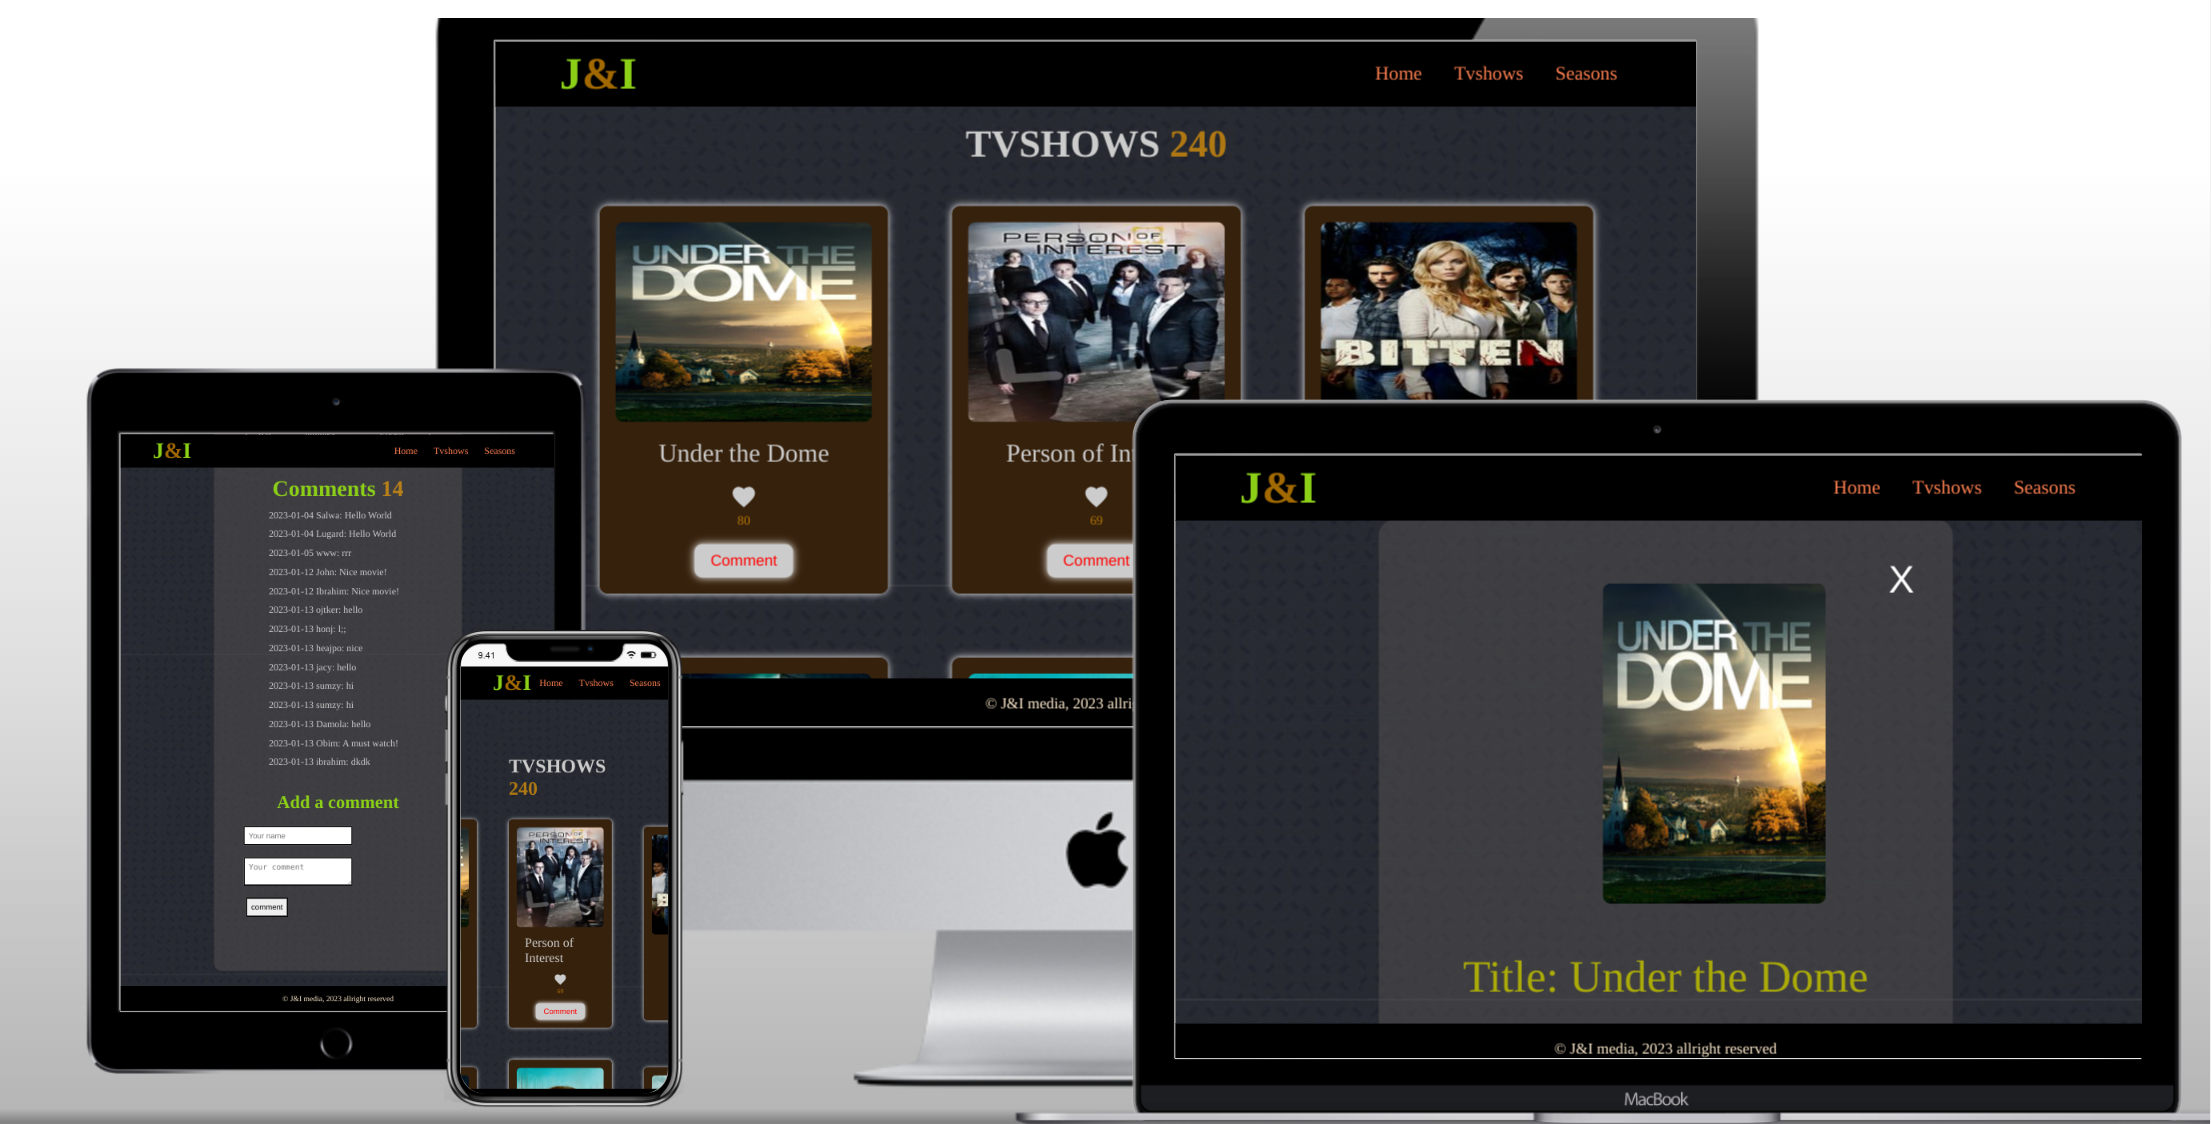 J&I
Home Tvshows Seasons
TVSHOWS 240
UNDER THE
DOME
PERSON OF
INTEREST
BITTEN
Under the Dome
Person of In
80
69
Comment
Comment
© J&I media, 2023 allri
J&I
Home Tvshows Seasons
Comments 14
2023-01-04 Salwa: Hello World
2023-01-04 Lugard: Hello World
2023-01-05 www: rrr
2023-01-12 John: Nice movie!
2023-01-12 Ibrahim: Nice movie!
2023-01-13 ojtker: hello
2023-01-13 honj: l;;
2023-01-13 heajpo: nice
2023-01-13 jacy: hello
2023-01-13 sumzy: hi
2023-01-13 sumzy: hi
2023-01-13 Damola: hello
2023-01-13 Obim: A must watch!
2023-01-13 ibrahim: dkdk
Add a comment
Your name
Your comment
comment
© J&I media, 2023 allright reserved
9.41
J&I Home Tvshows Seasons
TVSHOWS
240
PERSON OF
INTEREST
Person of
Interest
Comment
J&I
Home Tvshows Seasons
X
UNDER THE
DOME
Title: Under the Dome
© J&I media, 2023 allright reserved
MacBook